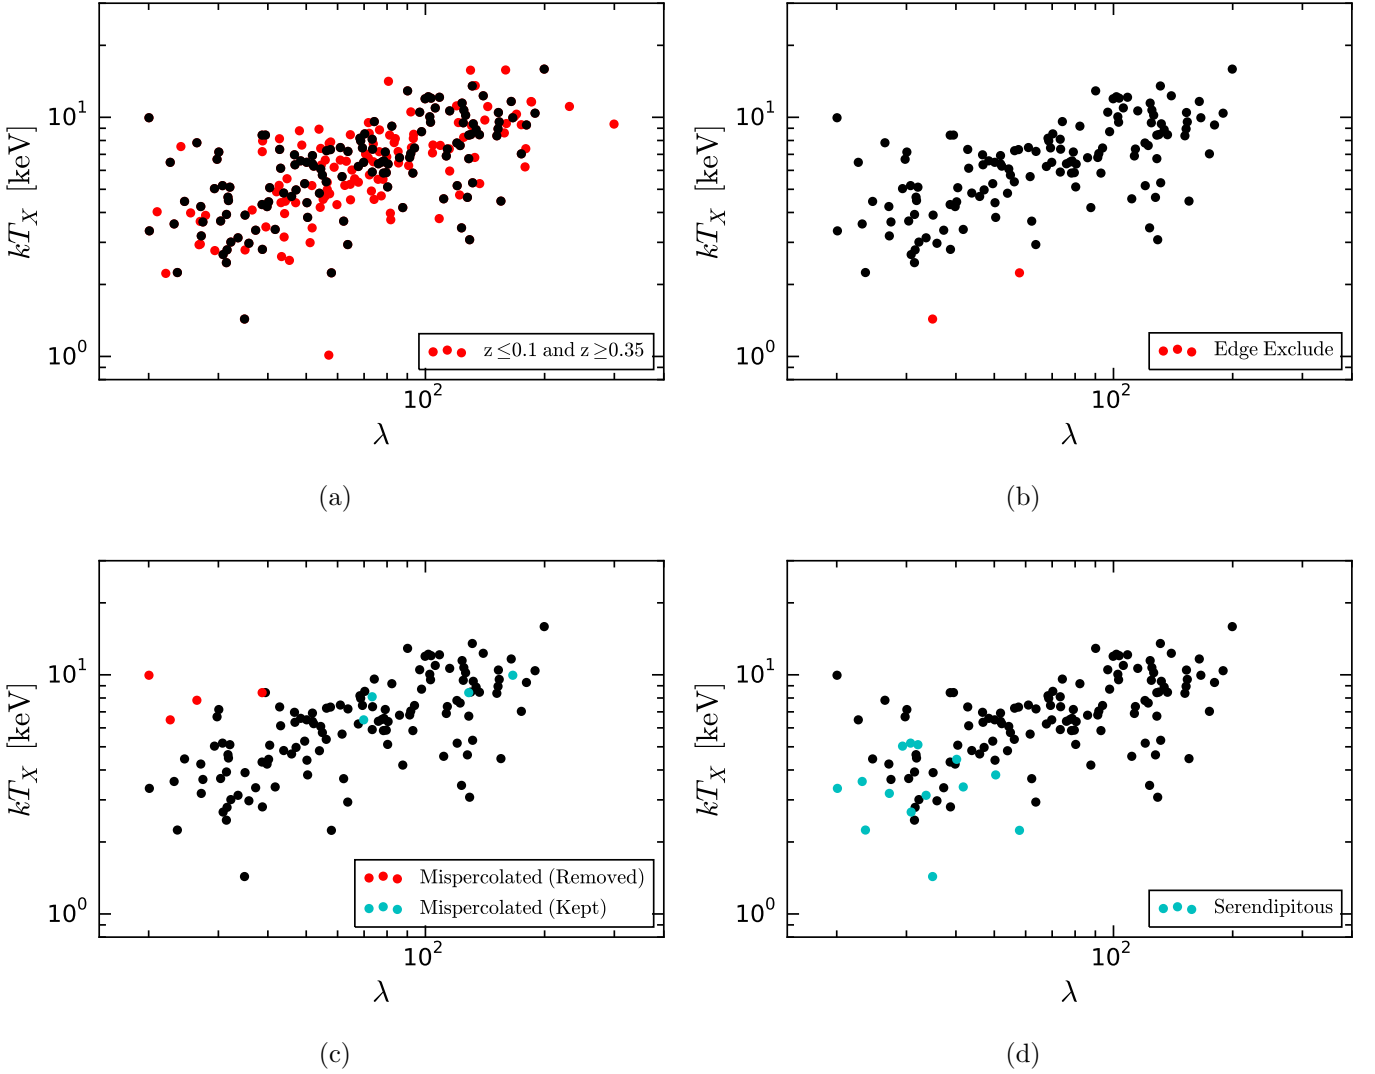 10¹
10⁰
kT_X [keV]
z ≤0.1 and z ≥0.35
10²
λ
(a)
10¹
10⁰
kT_X [keV]
Edge Exclude
10²
λ
(b)
10¹
10⁰
kT_X [keV]
Mispercolated (Removed)
Mispercolated (Kept)
10²
λ
(c)
10¹
10⁰
kT_X [keV]
Serendipitous
10²
λ
(d)